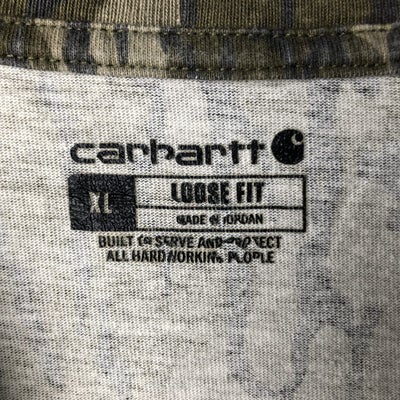 carhartt
XL
LOOSE FIT
MADE IN JORDAN
BUILT TO SERVE AND PROTECT
ALL HARDWORKING PEOPLE